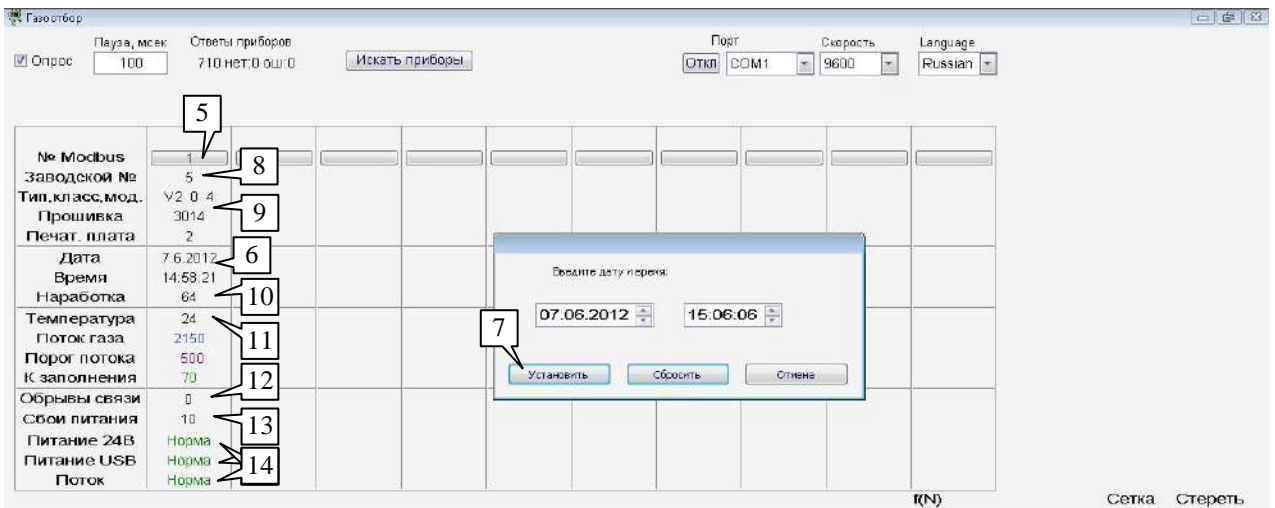 Газоотбор
Пауза, мсек Ответы приборов Порт Скорость Language
Опрос 100 710 нет:0 ош:0 Искать приборы Откл COM1 9600 Russian
5
№ Modbus 1
8
Заводской № 5
Тип,класс,мод. V2 0 4
9
Прошивка 3014
Печат. плата 2
6
Дата 7.6.2012
Время 14:58:21
Наработка 64
10
Температура 24
11
Поток газа 2150
Порог потока 500
К заполнения 70
12
Обрывы связи 0
Сбои питания 10
13
Питание 24В Норма
Питание USB Норма
14
Поток Норма
Введите дату и время:
07.06.2012 15:06:06
7
Установить Сбросить Отмена
f(N) Сетка Стереть